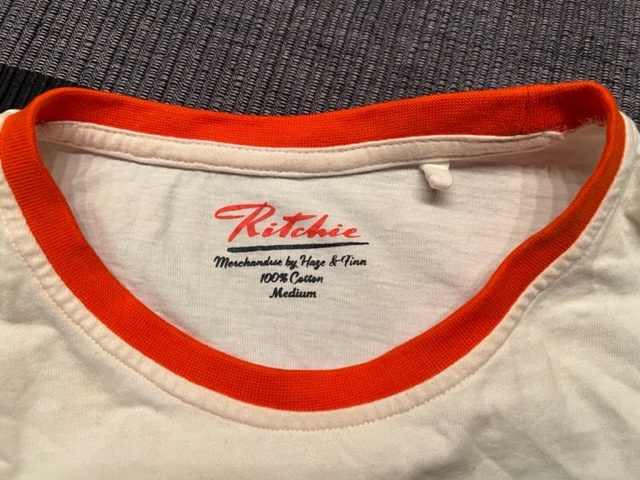 Ritchie
Merchandise by Haze & Finn
100% Cotton
Medium